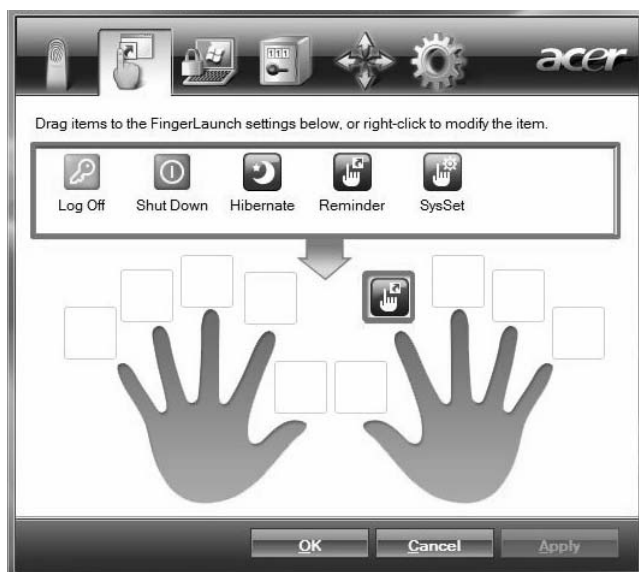 acer
Drag items to the FingerLaunch settings below, or right-click to modify the item.
Log Off Shut Down Hibernate Reminder SysSet
OK Cancel Apply